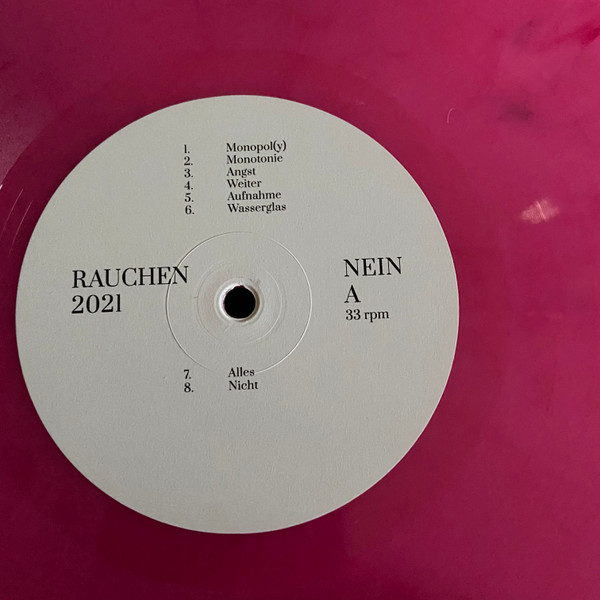 1. Monopol(y)
2. Monotonie
3. Angst
4. Weiter
5. Aufnahme
6. Wasserglas
RAUCHEN
2021
NEIN
A
33 rpm
7. Alles
8. Nicht